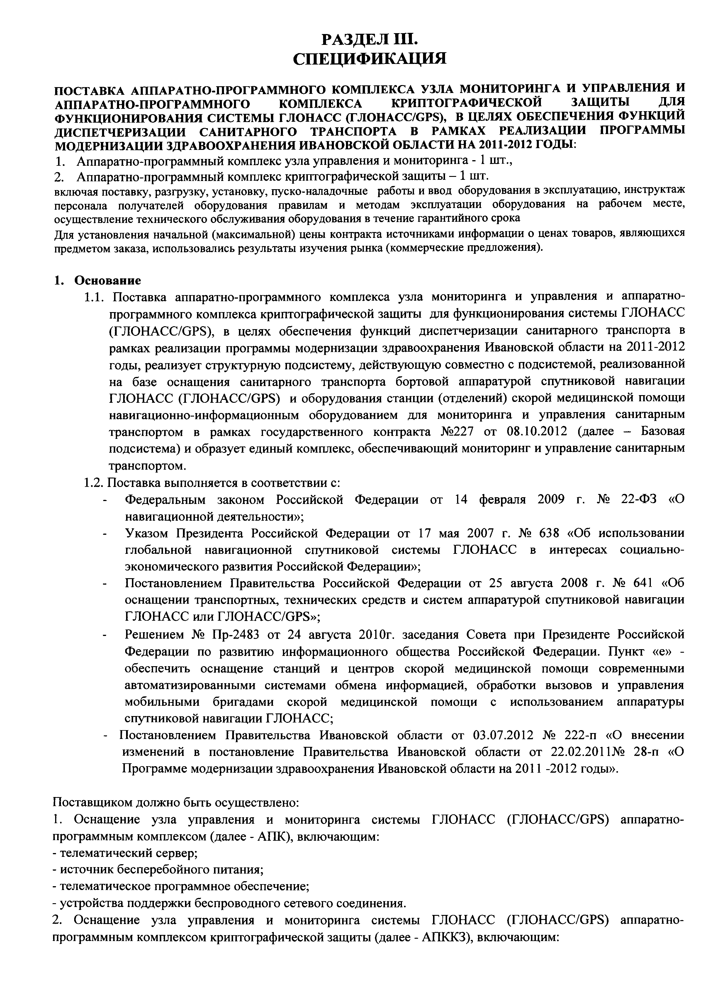 РАЗДЕЛ III.
СПЕЦИФИКАЦИЯ
ПОСТАВКА АППАРАТНО-ПРОГРАММНОГО КОМПЛЕКСА УЗЛА МОНИТОРИНГА И УПРАВЛЕНИЯ И
АППАРАТНО-ПРОГРАММНОГО КОМПЛЕКСА КРИПТОГРАФИЧЕСКОЙ ЗАЩИТЫ ДЛЯ
ФУНКЦИОНИРОВАНИЯ СИСТЕМЫ ГЛОНАСС (ГЛОНАСС/GPS), В ЦЕЛЯХ ОБЕСПЕЧЕНИЯ ФУНКЦИЙ
ДИСПЕТЧЕРИЗАЦИИ САНИТАРНОГО ТРАНСПОРТА В РАМКАХ РЕАЛИЗАЦИИ ПРОГРАММЫ
МОДЕРНИЗАЦИИ ЗДРАВООХРАНЕНИЯ ИВАНОВСКОЙ ОБЛАСТИ НА 2011-2012 ГОДЫ:
1. Аппаратно-программный комплекс узла управления и мониторинга - 1 шт.,
2. Аппаратно-программный комплекс криптографической защиты – 1 шт.
включая поставку, разгрузку, установку, пуско-наладочные работы и ввод оборудования в эксплуатацию, инструктаж
персонала получателей оборудования правилам и методам эксплуатации оборудования на рабочем месте,
осуществление технического обслуживания оборудования в течение гарантийного срока
Для установления начальной (максимальной) цены контракта источниками информации о ценах товаров, являющихся
предметом заказа, использовались результаты изучения рынка (коммерческие предложения).
1. Основание
1.1. Поставка аппаратно-программного комплекса узла мониторинга и управления и аппаратно-
программного комплекса криптографической защиты для функционирования системы ГЛОНАСС
(ГЛОНАСС/GPS), в целях обеспечения функций диспетчеризации санитарного транспорта в
рамках реализации программы модернизации здравоохранения Ивановской области на 2011-2012
годы, реализует структурную подсистему, действующую совместно с подсистемой, реализованной
на базе оснащения санитарного транспорта бортовой аппаратурой спутниковой навигации
ГЛОНАСС (ГЛОНАСС/GPS) и оборудования станции (отделений) скорой медицинской помощи
навигационно-информационным оборудованием для мониторинга и управления санитарным
транспортом в рамках государственного контракта №227 от 08.10.2012 (далее – Базовая
подсистема) и образует единый комплекс, обеспечивающий мониторинг и управление санитарным
транспортом.
1.2. Поставка выполняется в соответствии с:
- Федеральным законом Российской Федерации от 14 февраля 2009 г. № 22-ФЗ «О
навигационной деятельности»;
- Указом Президента Российской Федерации от 17 мая 2007 г. № 638 «Об использовании
глобальной навигационной спутниковой системы ГЛОНАСС в интересах социально-
экономического развития Российской Федерации»;
- Постановлением Правительства Российской Федерации от 25 августа 2008 г. № 641 «Об
оснащении транспортных, технических средств и систем аппаратурой спутниковой навигации
ГЛОНАСС или ГЛОНАСС/GPS»;
- Решением № Пр-2483 от 24 августа 2010г. заседания Совета при Президенте Российской
Федерации по развитию информационного общества Российской Федерации. Пункт «е» -
обеспечить оснащение станций и центров скорой медицинской помощи современными
автоматизированными системами обмена информацией, обработки вызовов и управления
мобильными бригадами скорой медицинской помощи с использованием аппаратуры
спутниковой навигации ГЛОНАСС;
- Постановлением Правительства Ивановской области от 03.07.2012 № 222-п «О внесении
изменений в постановление Правительства Ивановской области от 22.02.2011№ 28-п «О
Программе модернизации здравоохранения Ивановской области на 2011 -2012 годы».
Поставщиком должно быть осуществлено:
1. Оснащение узла управления и мониторинга системы ГЛОНАСС (ГЛОНАСС/GPS) аппаратно-
программным комплексом (далее - АПК), включающим:
- телематический сервер;
- источник бесперебойного питания;
- телематическое программное обеспечение;
- устройства поддержки беспроводного сетевого соединения.
2. Оснащение узла управления и мониторинга системы ГЛОНАСС (ГЛОНАСС/GPS) аппаратно-
программным комплексом криптографической защиты (далее - АПККЗ), включающим: